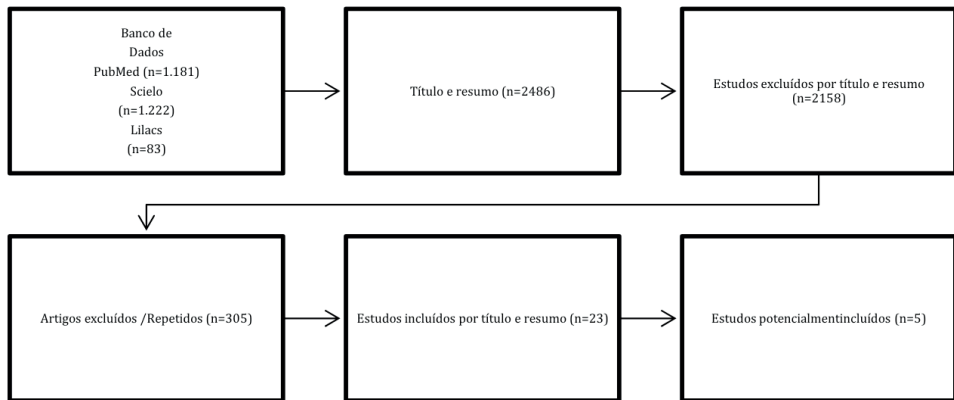 Banco de
Dados
PubMed (n=1.181)
Scielo
(n=1.222)
Lilacs
(n=83)
Título e resumo (n=2486)
Estudos excluídos por título e resumo
(n=2158)
Artigos excluídos /Repetidos (n=305)
Estudos incluídos por título e resumo (n=23)
Estudos potencialmentincluídos (n=5)